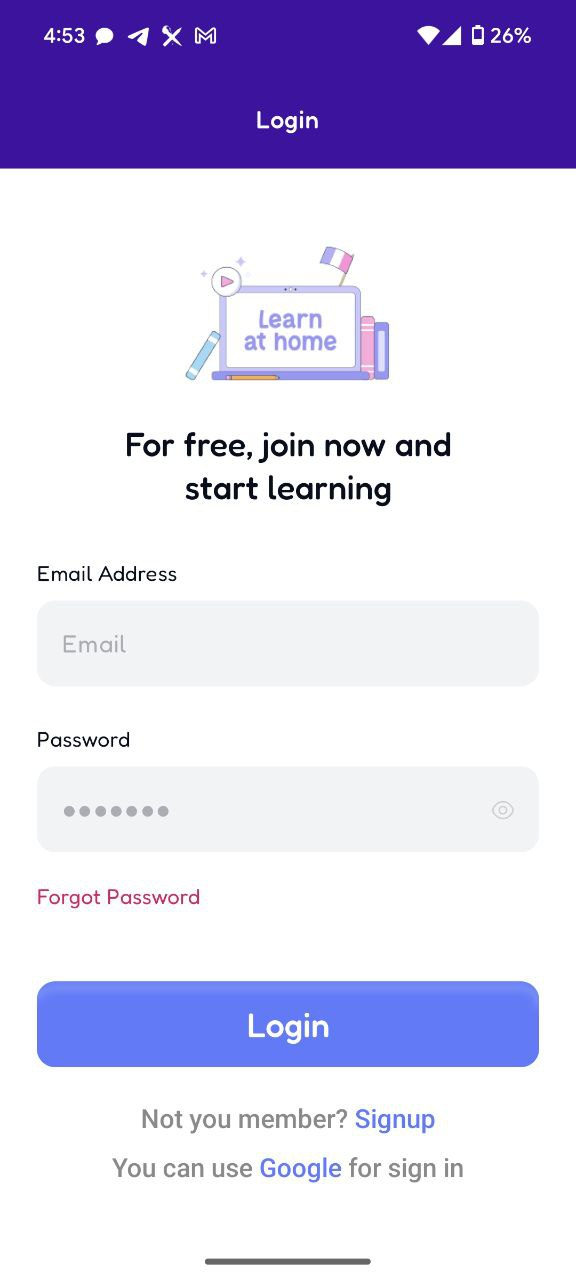 4:53
26%
Login
Learn
at home
For free, join now and
start learning
Email Address
Email
Password
Forgot Password
Login
Not you member? Signup
You can use Google for sign in